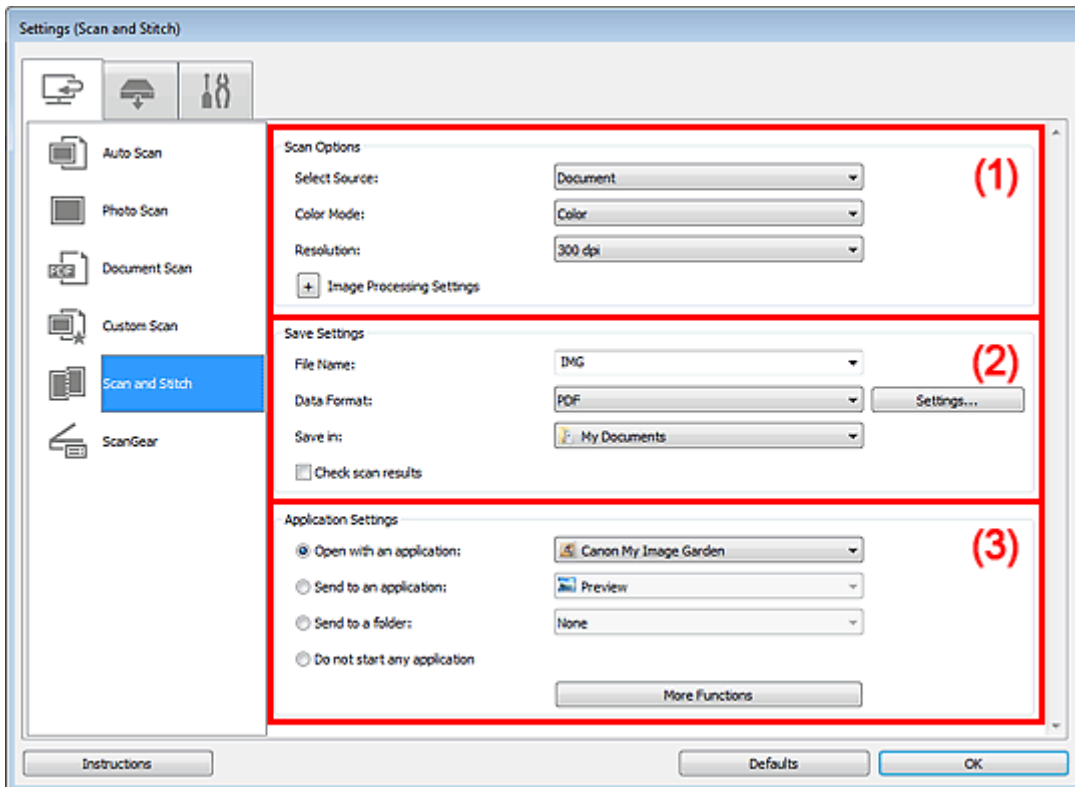 Settings (Scan and Stitch)
Auto Scan
Photo Scan
PDF
Document Scan
Custom Scan
Scan and Stitch
ScanGear
Scan Options
(1)
Select Source: Document
Color Mode: Color
Resolution: 300 dpi
+ Image Processing Settings
Save Settings
(2)
File Name: IMG
Data Format: PDF Settings...
Save in: My Documents
Check scan results
Application Settings
(3)
Open with an application: Canon My Image Garden
Send to an application: Preview
Send to a folder: None
Do not start any application
More Functions
Instructions Defaults OK